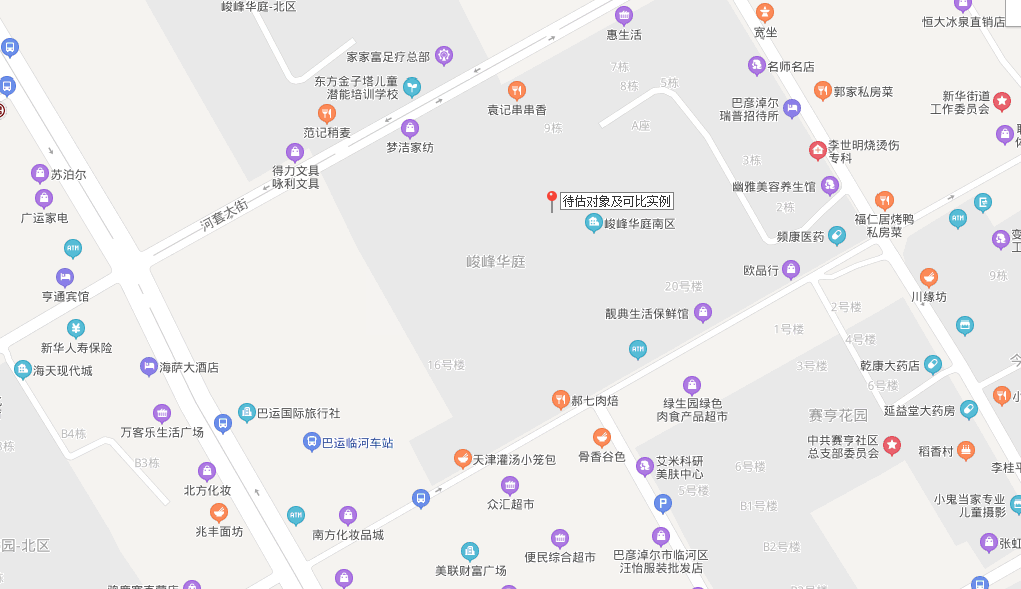 峻峰华庭-北区
惠生活
宽坐
恒大冰泉直销店
家家富足疗总部
7栋
名师名店
东方金子塔儿童
潜能培训学校
8栋
5栋
郭家私房菜
新华街道
工作委员会
袁记串串香
巴彦淖尔
瑞普招待所
范记稍麦
9栋
A座
梦洁家纺
李世明烧烫伤
专科
3栋
得力文具
咏利文具
苏泊尔
幽雅美容养生馆
待估对象及可比实例
2栋
广运家电
河套大街
峻峰华庭南区
福仁居烤鸭
私房菜
频康医药
ATM
ATM
峻峰华庭
欧品行
9栋
亨通宾馆
20号楼
川缘坊
2号楼
靓典生活保鲜馆
1号楼
新华人寿保险
4号楼
ATM
16号楼
3号楼
乾康大药店
海天现代城
海萨大酒店
6号楼
郝七肉焙
绿生园绿色
肉食产品超市
赛亨花园
延益堂大药房
巴运国际旅行社
万客乐生活广场
B4栋
巴运临河车站
中共赛亨社区
总支部委员会
稻香村
骨香谷色
天津灌汤小笼包
艾米科研
美肤中心
B3栋
6号楼
李桂平
北方化妆
5号楼
众汇超市
P
B1号楼
小鬼当家专业
儿童摄影
ATM
兆丰面坊
南方化妆品城
园-北区
便民综合超市
巴彦淖尔市临河区
汪怡服装批发店
B2号楼
张虹
美联财富广场